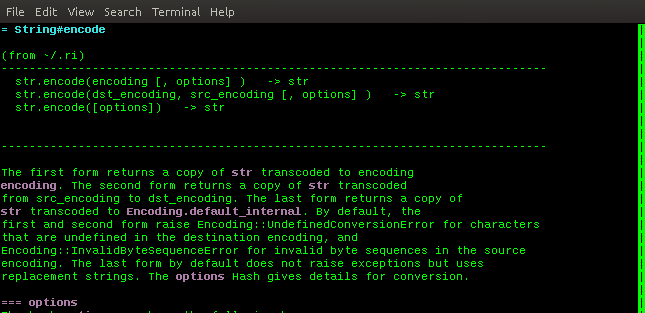 File Edit View Search Terminal Help
= String#encode
(from ~/.ri)
------------------------------------------------------------------------------
str.encode(encoding [, options] ) -> str
str.encode(dst_encoding, src_encoding [, options] ) -> str
str.encode([options]) -> str
------------------------------------------------------------------------------
The first form returns a copy of str transcoded to encoding
encoding. The second form returns a copy of str transcoded
from src_encoding to dst_encoding. The last form returns a copy of
str transcoded to Encoding.default_internal. By default, the
first and second form raise Encoding::UndefinedConversionError for characters
that are undefined in the destination encoding, and
Encoding::InvalidByteSequenceError for invalid byte sequences in the source
encoding. The last form by default does not raise exceptions but uses
replacement strings. The options Hash gives details for conversion.
=== options